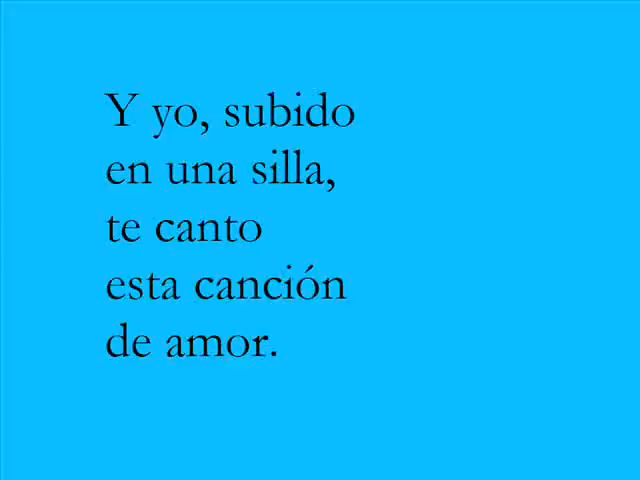 Y yo, subido
en una silla,
te canto
esta canción
de amor.